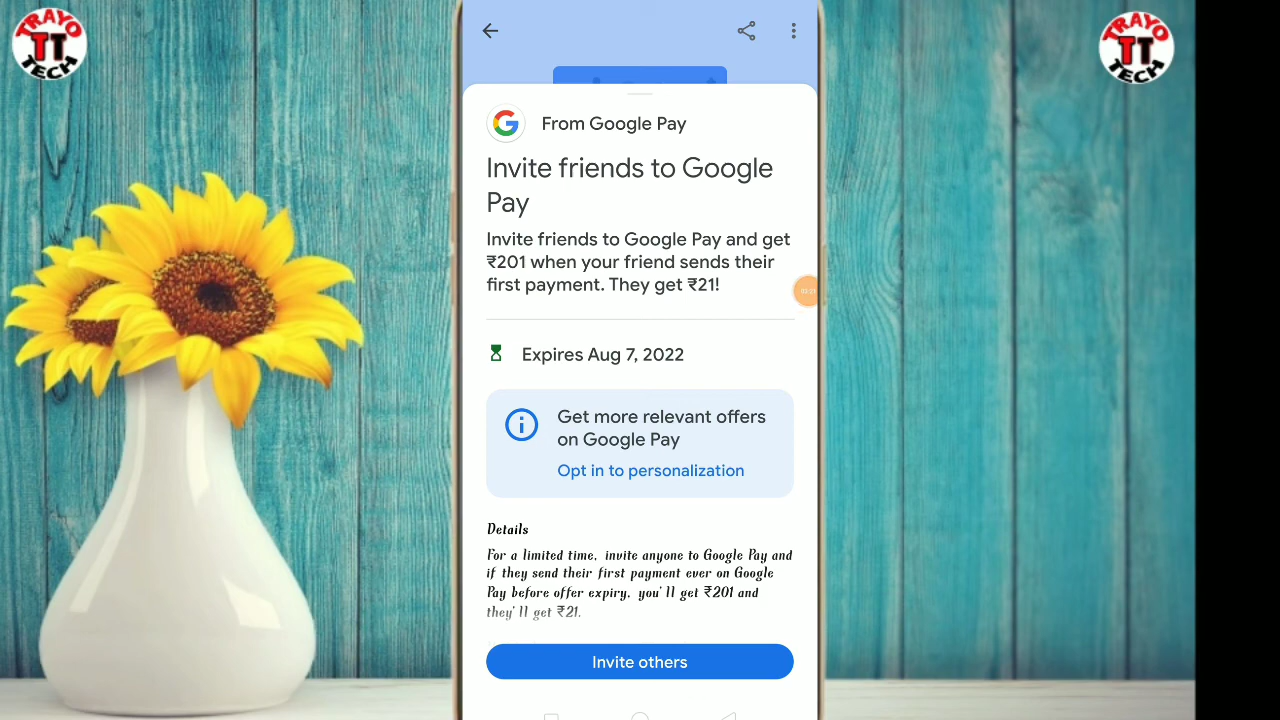 TRAYO
TT
TECH
TRAYO
TT
TECH
From Google Pay
Invite friends to Google
Pay
Invite friends to Google Pay and get
₹201 when your friend sends their
first payment. They get ₹21!
Expires Aug 7, 2022
Get more relevant offers
on Google Pay
Opt in to personalization
Details
For a limited time, invite anyone to Google Pay and
if they send their first payment ever on Google
Pay before offer expiry, you'll get ₹201 and
they'll get ₹21.
Invite others